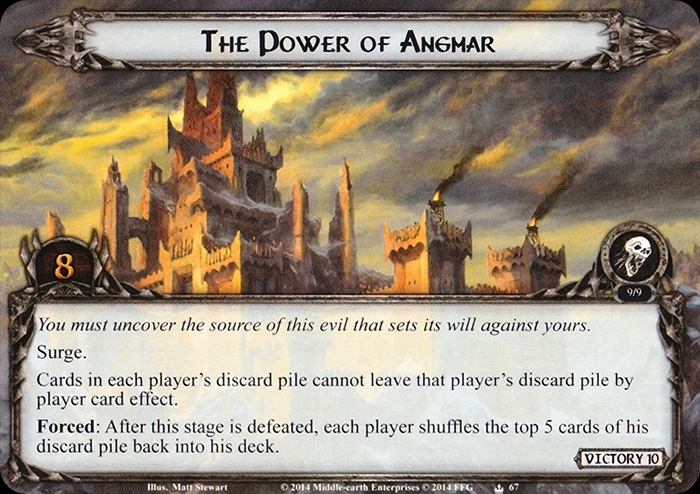 THE POWER OF ANGMAR
8
9/9
You must uncover the source of this evil that sets its will against yours.
Surge.
Cards in each player's discard pile cannot leave that player's discard pile by
player card effect.
Forced: After this stage is defeated, each player shuffles the top 5 cards of his
discard pile back into his deck.
VICTORY 10
Illus. Matt Stewart © 2014 Middle-earth Enterprises © 2014 FFG 67